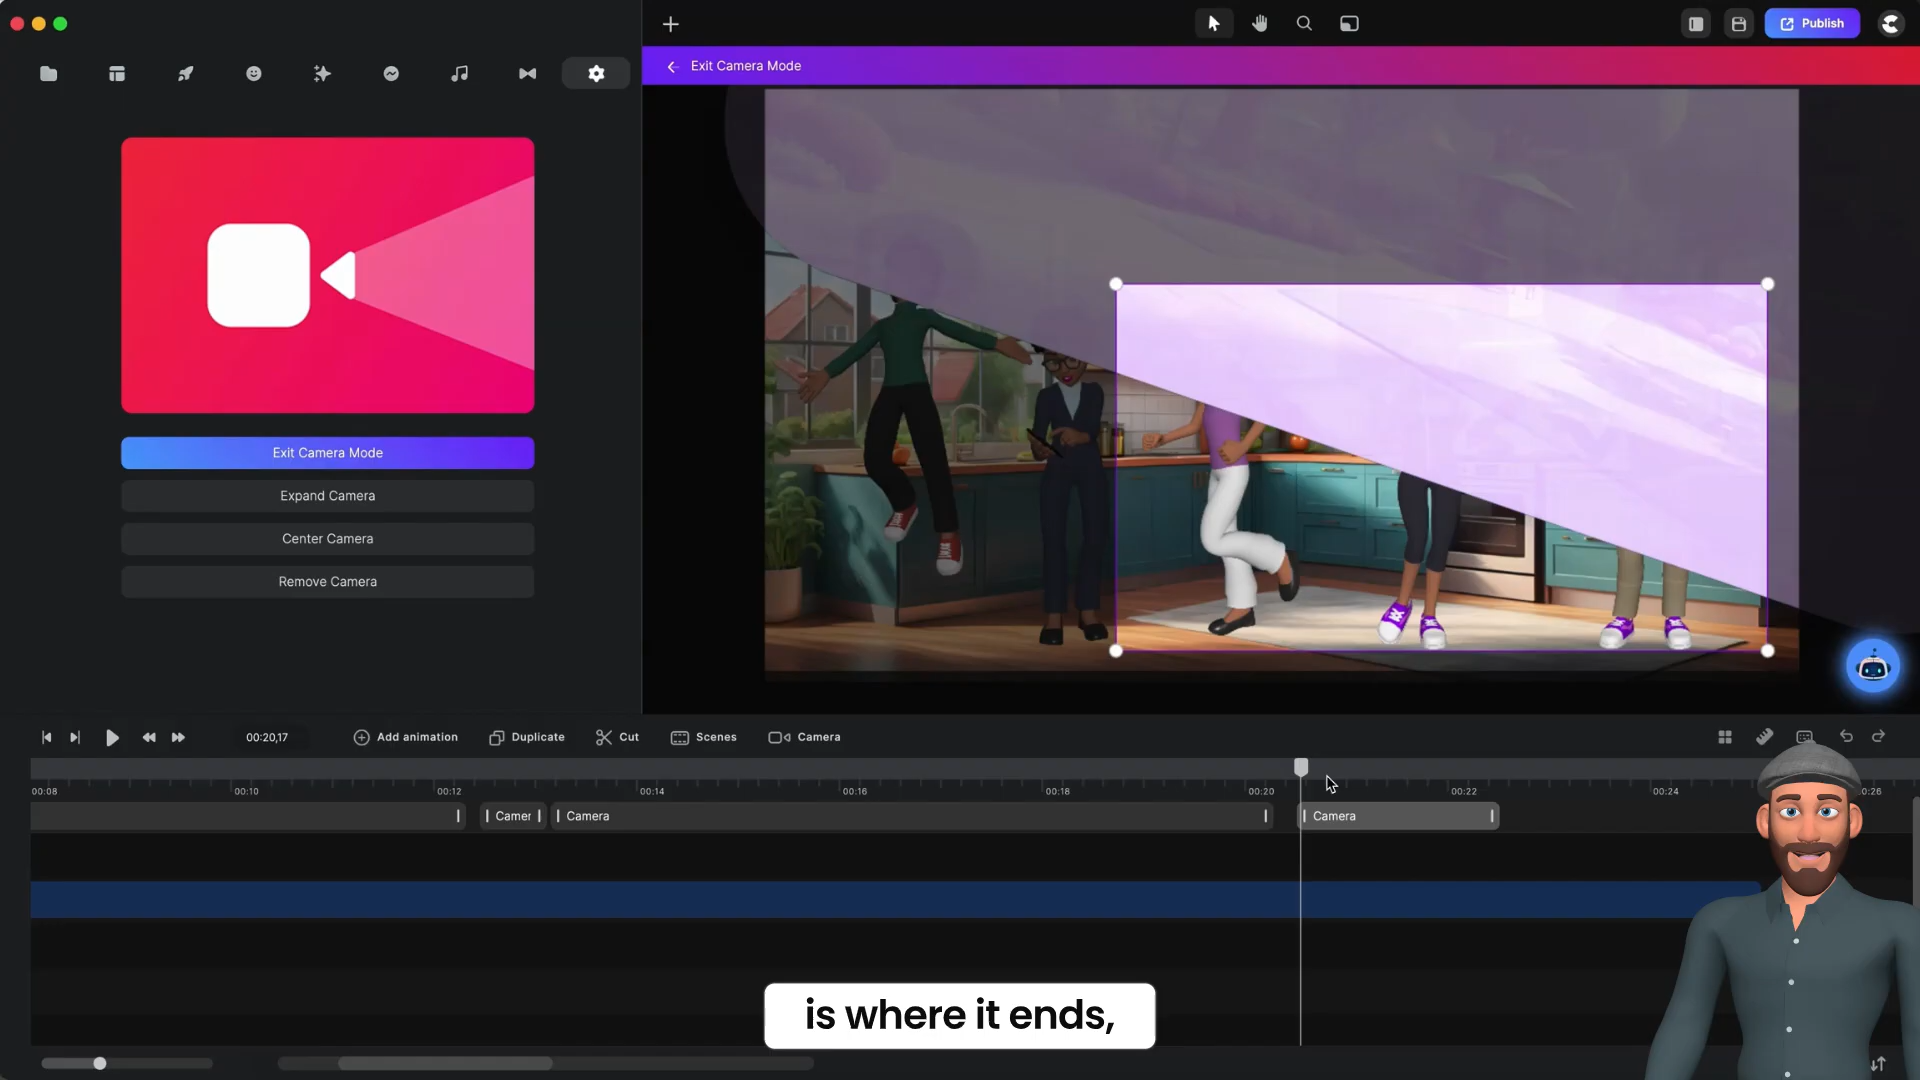 Publish
Exit Camera Mode
Exit Camera Mode
Expand Camera
Center Camera
Remove Camera
00:20,17
Add animation
Duplicate
Cut
Scenes
Camera
00:08
00:10
00:12
00:14
00:16
00:18
00:20
00:22
00:24
:26
Camer
Camera
Camera
is where it ends,